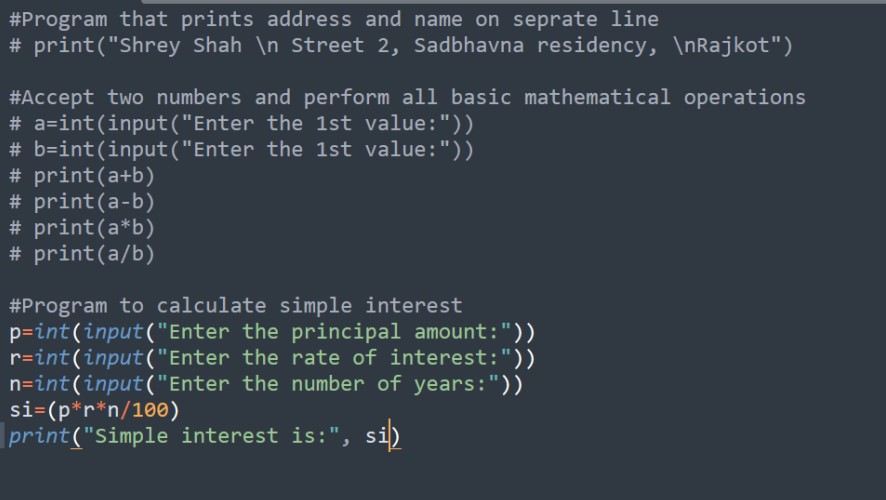 #Program that prints address and name on seprate line
# print("Shrey Shah \n Street 2, Sadbhavna residency, \nRajkot")
#Accept two numbers and perform all basic mathematical operations
# a=int(input("Enter the 1st value:"))
# b=int(input("Enter the 1st value:"))
# print(a+b)
# print(a-b)
# print(a*b)
# print(a/b)
#Program to calculate simple interest
p=int(input("Enter the principal amount:"))
r=int(input("Enter the rate of interest:"))
n=int(input("Enter the number of years:"))
si=(p*r*n/100)
print("Simple interest is:", si)